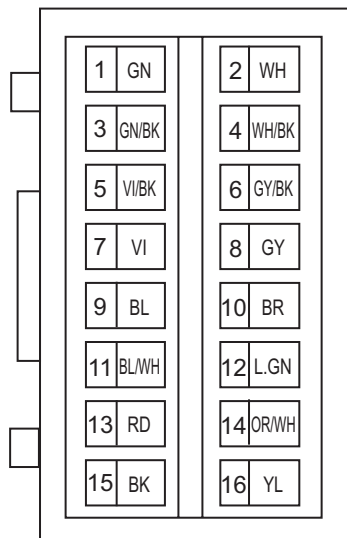 1 GN 2 WH
3 GN/BK 4 WH/BK
5 VI/BK 6 GY/BK
7 VI 8 GY
9 BL 10 BR
11 BL/WH 12 L.GN
13 RD 14 OR/WH
15 BK 16 YL